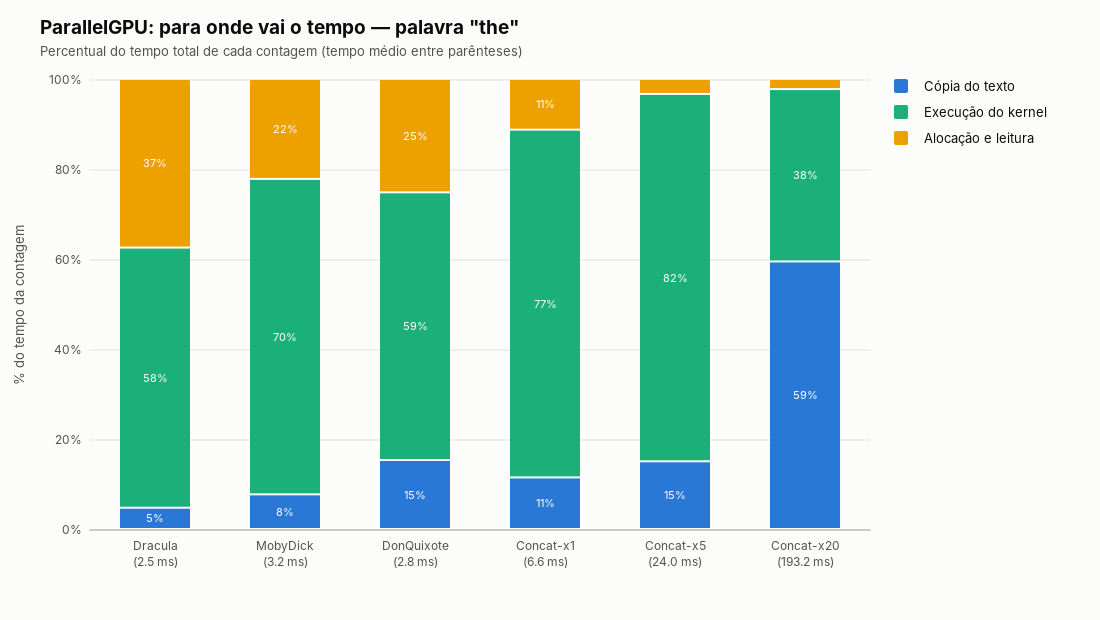 ParallelGPU: para onde vai o tempo — palavra "the"
Percentual do tempo total de cada contagem (tempo médio entre parênteses)
% do tempo da contagem
100%
80%
60%
40%
20%
0%
37%
58%
5%
22%
70%
8%
25%
59%
15%
11%
77%
11%
82%
15%
38%
59%
Dracula
(2.5 ms)
MobyDick
(3.2 ms)
DonQuixote
(2.8 ms)
Concat-x1
(6.6 ms)
Concat-x5
(24.0 ms)
Concat-x20
(193.2 ms)
Cópia do texto
Execução do kernel
Alocação e leitura